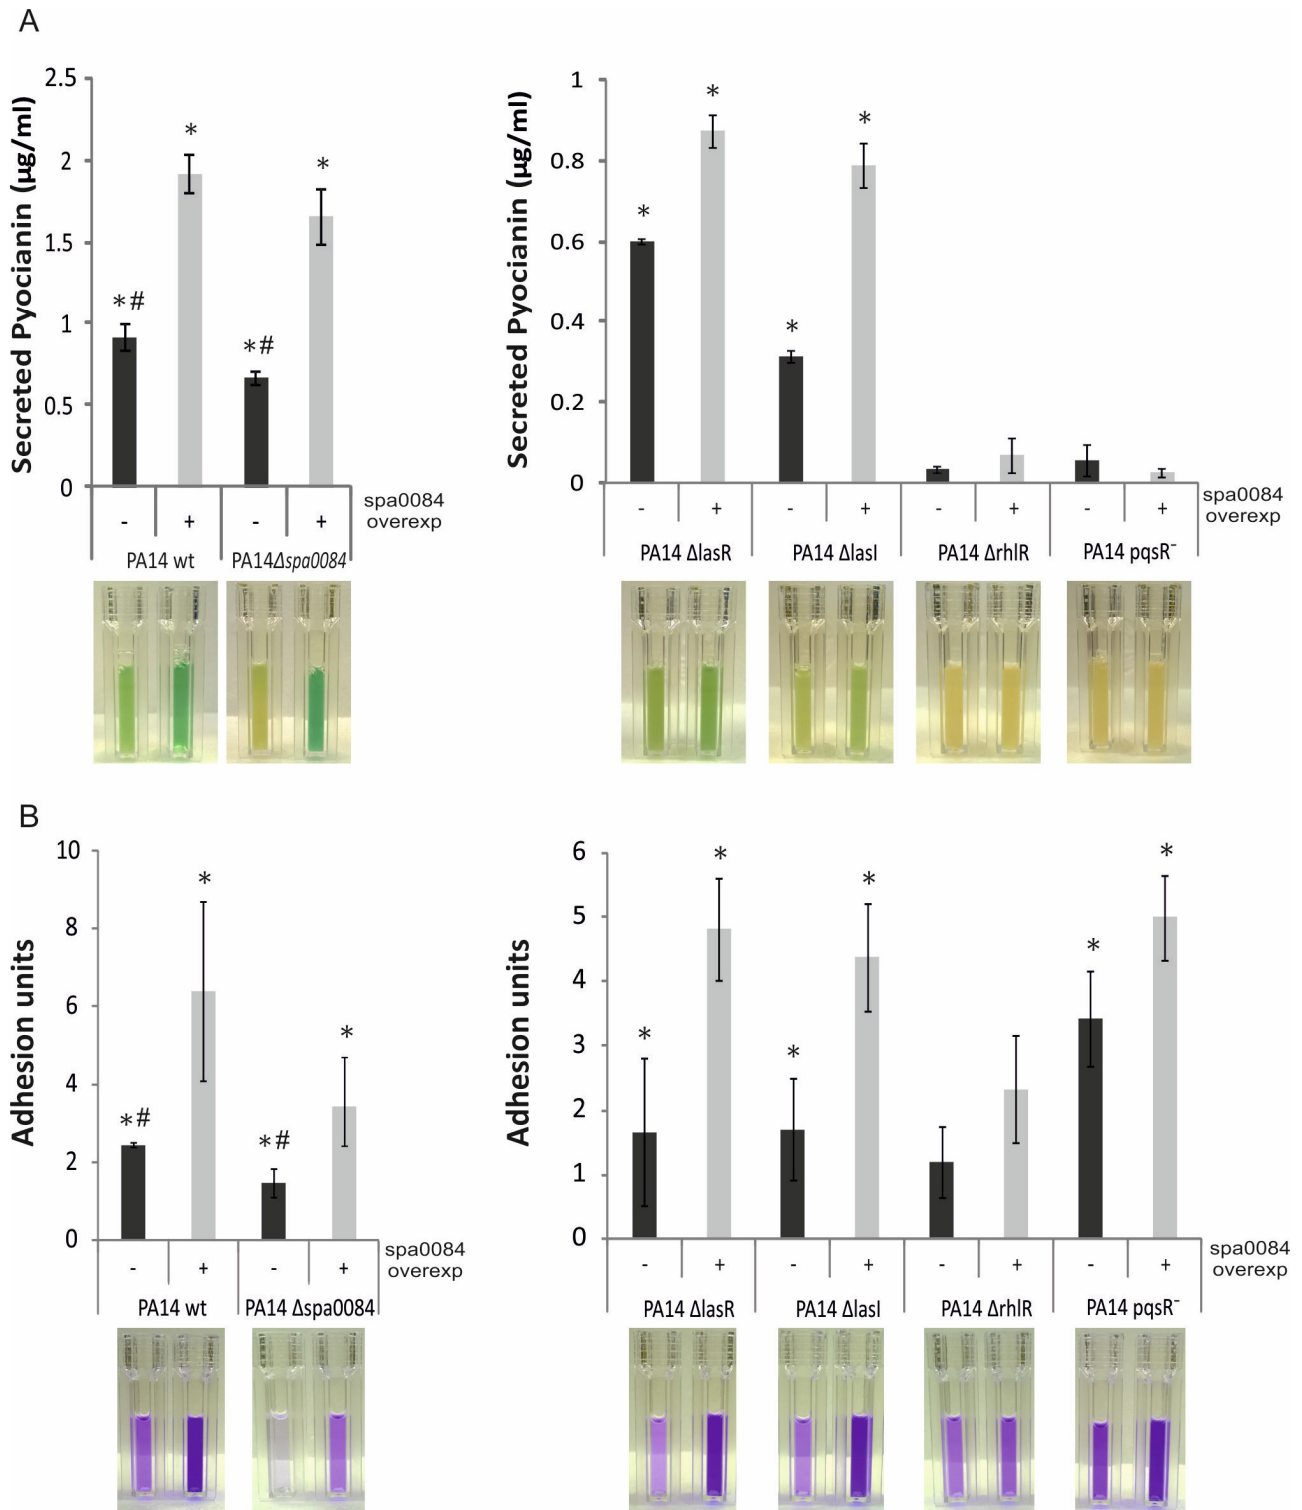 A
Secreted Pyocianin (µg/ml)
2.5
2
1.5
1
0.5
0
*#
*
*#
*
- + - +
spa0084
overexp
PA14 wt PA14Δspa0084
Secreted Pyocianin (µg/ml)
1
0.8
0.6
0.4
0.2
0
*
*
*
*
- + - + - + - +
spa0084
overexp
PA14 ΔlasR PA14 ΔlasI PA14 ΔrhlR PA14 pqsR⁻
B
Adhesion units
10
8
6
4
2
0
*#
*
*#
*
- + - +
spa0084
overexp
PA14 wt PA14 Δspa0084
Adhesion units
6
5
4
3
2
1
0
*
*
*
*
*
*
- + - + - + - +
spa0084
overexp
PA14 ΔlasR PA14 ΔlasI PA14 ΔrhlR PA14 pqsR⁻